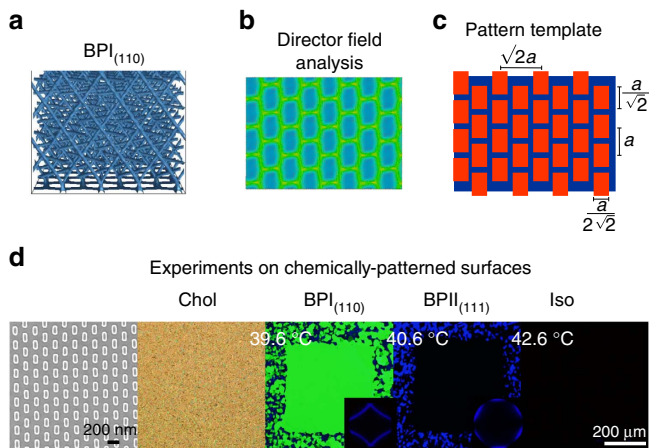 a
BPI(110)
b
Director field
analysis
c
Pattern template
√2a
a
√2
a
a
2√2
d
Experiments on chemically-patterned surfaces
Chol
BPI(110)
BPII(111)
Iso
39.6 °C
40.6 °C
42.6 °C
200 nm
200 µm